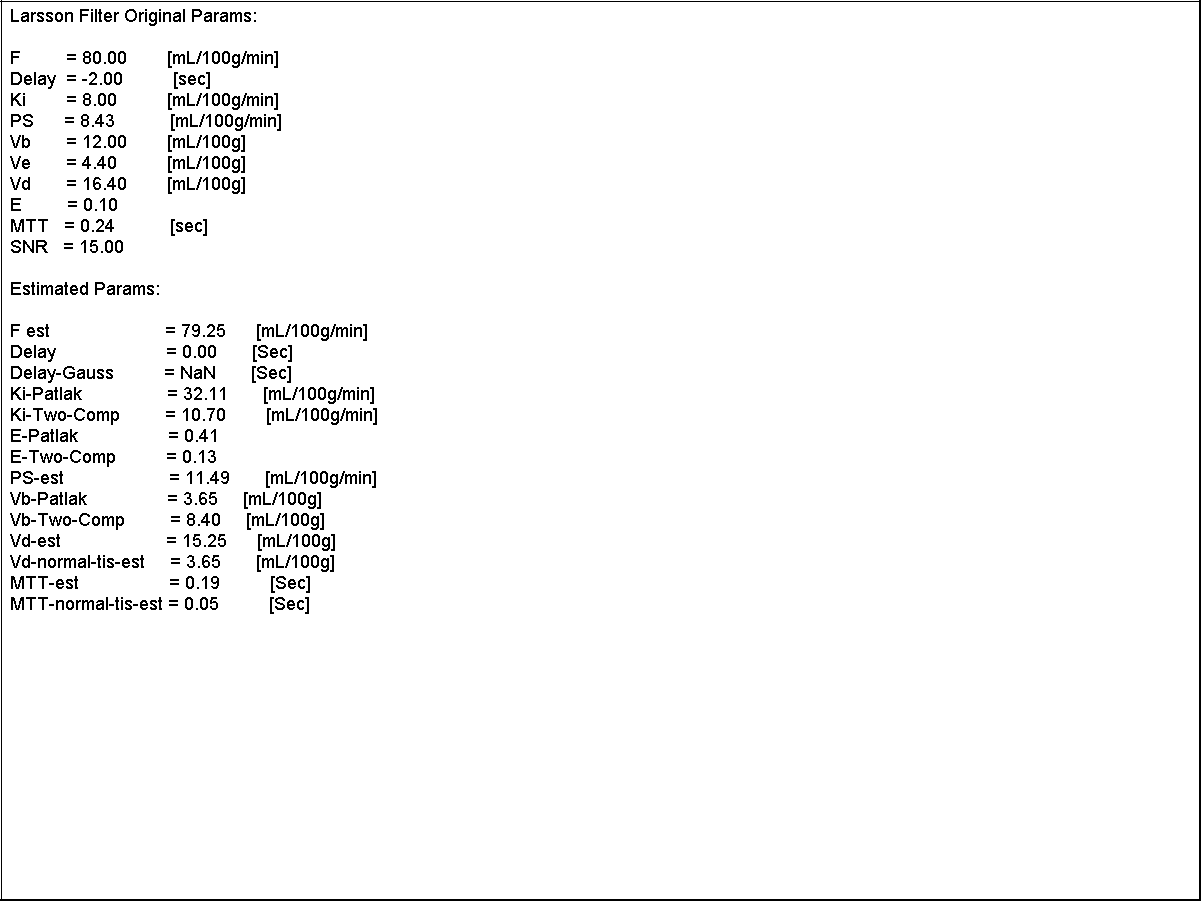 Larsson Filter Original Params:
F = 80.00 [mL/100g/min]
Delay = -2.00 [sec]
Ki = 8.00 [mL/100g/min]
PS = 8.43 [mL/100g/min]
Vb = 12.00 [mL/100g]
Ve = 4.40 [mL/100g]
Vd = 16.40 [mL/100g]
E = 0.10
MTT = 0.24 [sec]
SNR = 15.00
Estimated Params:
F est = 79.25 [mL/100g/min]
Delay = 0.00 [Sec]
Delay-Gauss = NaN [Sec]
Ki-Patlak = 32.11 [mL/100g/min]
Ki-Two-Comp = 10.70 [mL/100g/min]
E-Patlak = 0.41
E-Two-Comp = 0.13
PS-est = 11.49 [mL/100g/min]
Vb-Patlak = 3.65 [mL/100g]
Vb-Two-Comp = 8.40 [mL/100g]
Vd-est = 15.25 [mL/100g]
Vd-normal-tis-est = 3.65 [mL/100g]
MTT-est = 0.19 [Sec]
MTT-normal-tis-est = 0.05 [Sec]